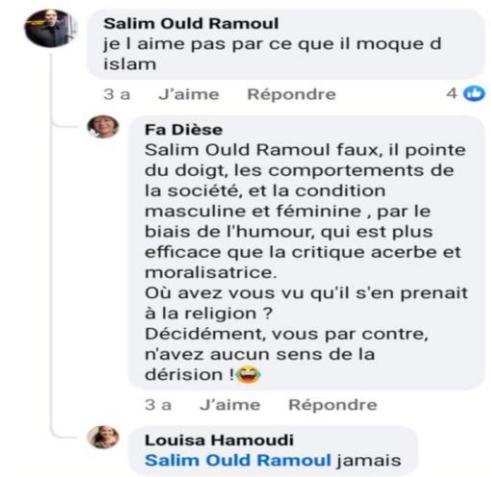 Salim Ould Ramoul
je l aime pas par ce que il moque d
islam
3 a J'aime Répondre 4
Fa Dièse
Salim Ould Ramoul faux, il pointe
du doigt, les comportements de
la société, et la condition
masculine et féminine , par le
biais de l'humour, qui est plus
efficace que la critique acerbe et
moralisatrice.
Où avez vous vu qu'il s'en prenait
à la religion ?
Décidément, vous par contre,
n'avez aucun sens de la
dérision !😂
3 a J'aime Répondre
Louisa Hamoudi
Salim Ould Ramoul jamais